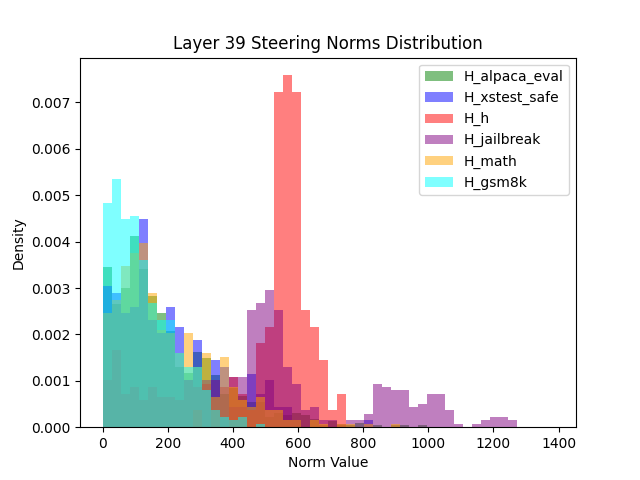 Layer 39 Steering Norms Distribution
H_alpaca_eval
H_xstest_safe
H_h
H_jailbreak
H_math
H_gsm8k
Density
0.007
0.006
0.005
0.004
0.003
0.002
0.001
0.000
0 200 400 600 800 1000 1200 1400
Norm Value